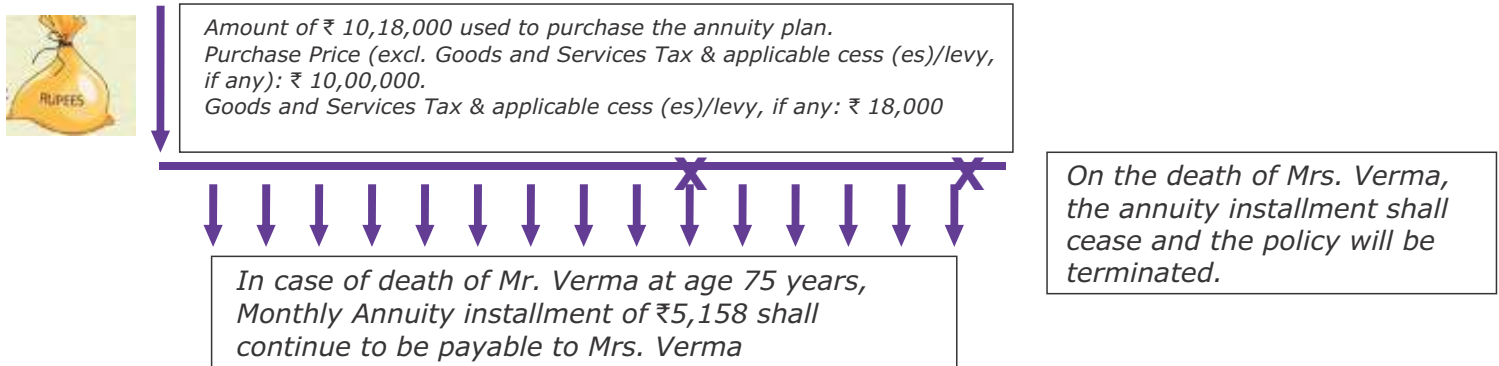 RUPEES
Amount of ₹ 10,18,000 used to purchase the annuity plan.
Purchase Price (excl. Goods and Services Tax & applicable cess (es)/levy,
if any): ₹ 10,00,000.
Goods and Services Tax & applicable cess (es)/levy, if any: ₹ 18,000
X X
On the death of Mrs. Verma,
the annuity installment shall
cease and the policy will be
terminated.
In case of death of Mr. Verma at age 75 years,
Monthly Annuity installment of ₹5,158 shall
continue to be payable to Mrs. Verma